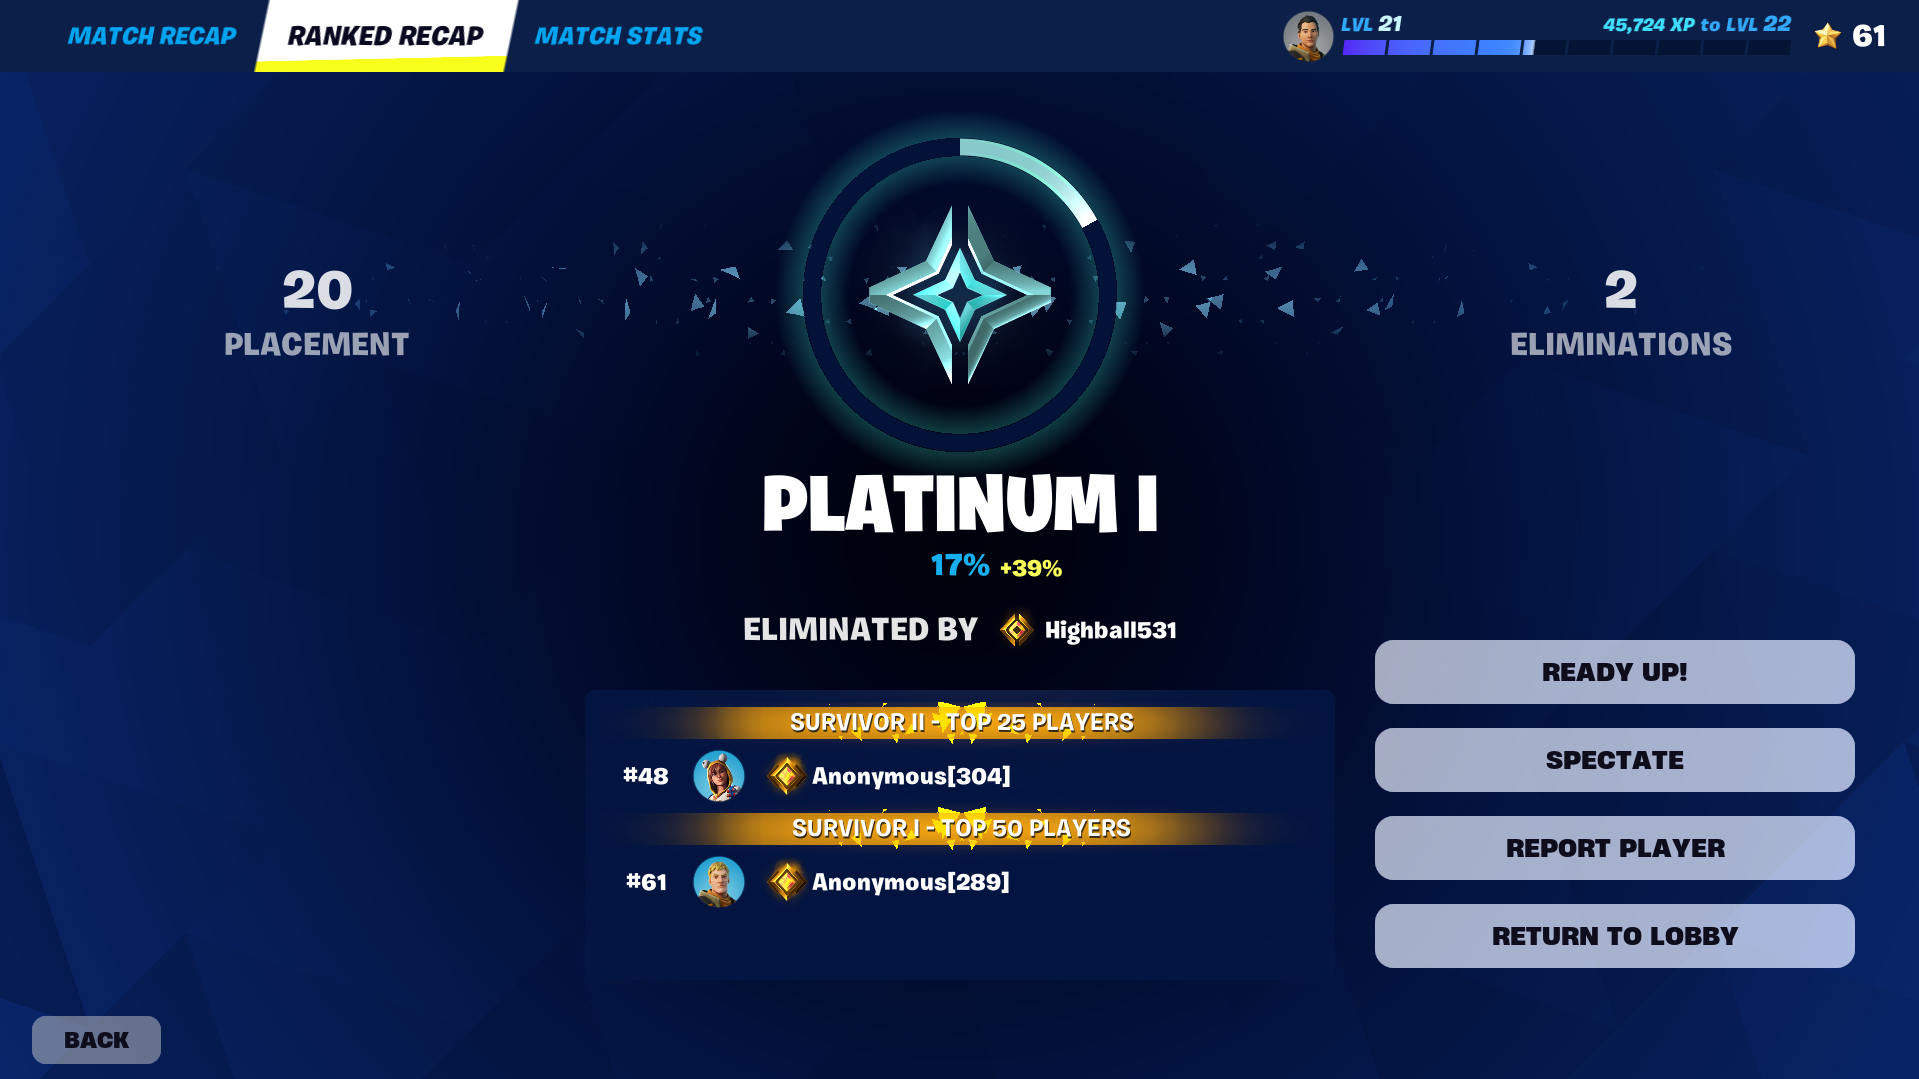 MATCH RECAP
RANKED RECAP
MATCH STATS
LVL 21
45,724 XP to LVL 22
61
20
PLACEMENT
2
ELIMINATIONS
PLATINUM I
17% +39%
ELIMINATED BY Highball531
SURVIVOR II - TOP 25 PLAYERS
#48 Anonymous[304]
SURVIVOR I - TOP 50 PLAYERS
#61 Anonymous[289]
READY UP!
SPECTATE
REPORT PLAYER
RETURN TO LOBBY
BACK